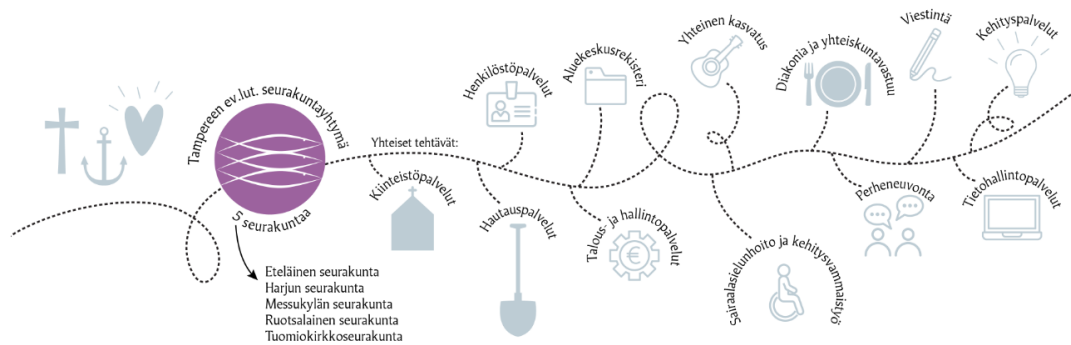 Tampereen ev.lut. seurakuntayhtymä
5 seurakuntaa
Eteläinen seurakunta
Harjun seurakunta
Messukylän seurakunta
Ruotsalainen seurakunta
Tuomiokirkkoseurakunta
Yhteiset tehtävät:
Kiinteistöpalvelut
Henkilöstöpalvelut
Hautauspalvelut
Aluekeskusrekisteri
Talous- ja hallintopalvelut
€
Yhteinen kasvatus
Sairaalasielunhoito ja kehitysvammaistyö
Diakonia ja yhteiskuntavastuu
Perheneuvonta
Viestintä
Tietohallintopalvelut
Kehityspalvelut